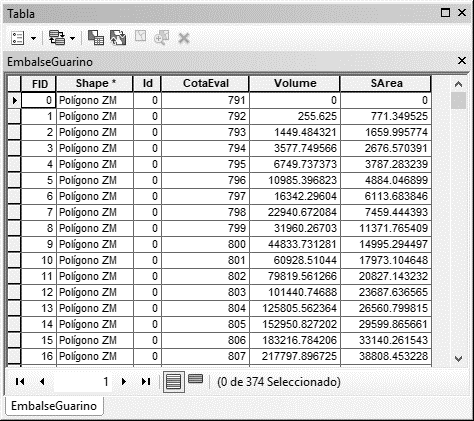 Tabla
EmbalseGuarino
FID Shape * Id CotaEval Volume SArea
0 Polígono ZM 0 791 0 0
1 Polígono ZM 0 792 255.625 771.349525
2 Polígono ZM 0 793 1449.484321 1659.995774
3 Polígono ZM 0 794 3577.749566 2676.570391
4 Polígono ZM 0 795 6749.737373 3787.283239
5 Polígono ZM 0 796 10985.396823 4884.046899
6 Polígono ZM 0 797 16342.29604 6113.683846
7 Polígono ZM 0 798 22940.672084 7459.444393
8 Polígono ZM 0 799 31960.26703 11371.765409
9 Polígono ZM 0 800 44833.731281 14995.294497
10 Polígono ZM 0 801 60928.51044 17973.104648
11 Polígono ZM 0 802 79819.561266 20827.143232
12 Polígono ZM 0 803 101440.74688 23687.636565
13 Polígono ZM 0 804 125805.562364 26560.799815
14 Polígono ZM 0 805 152950.827202 29599.865661
15 Polígono ZM 0 806 183216.784206 33140.261543
16 Polígono ZM 0 807 217797.896725 38808.453228
1 (0 de 374 Seleccionado)
EmbalseGuarino